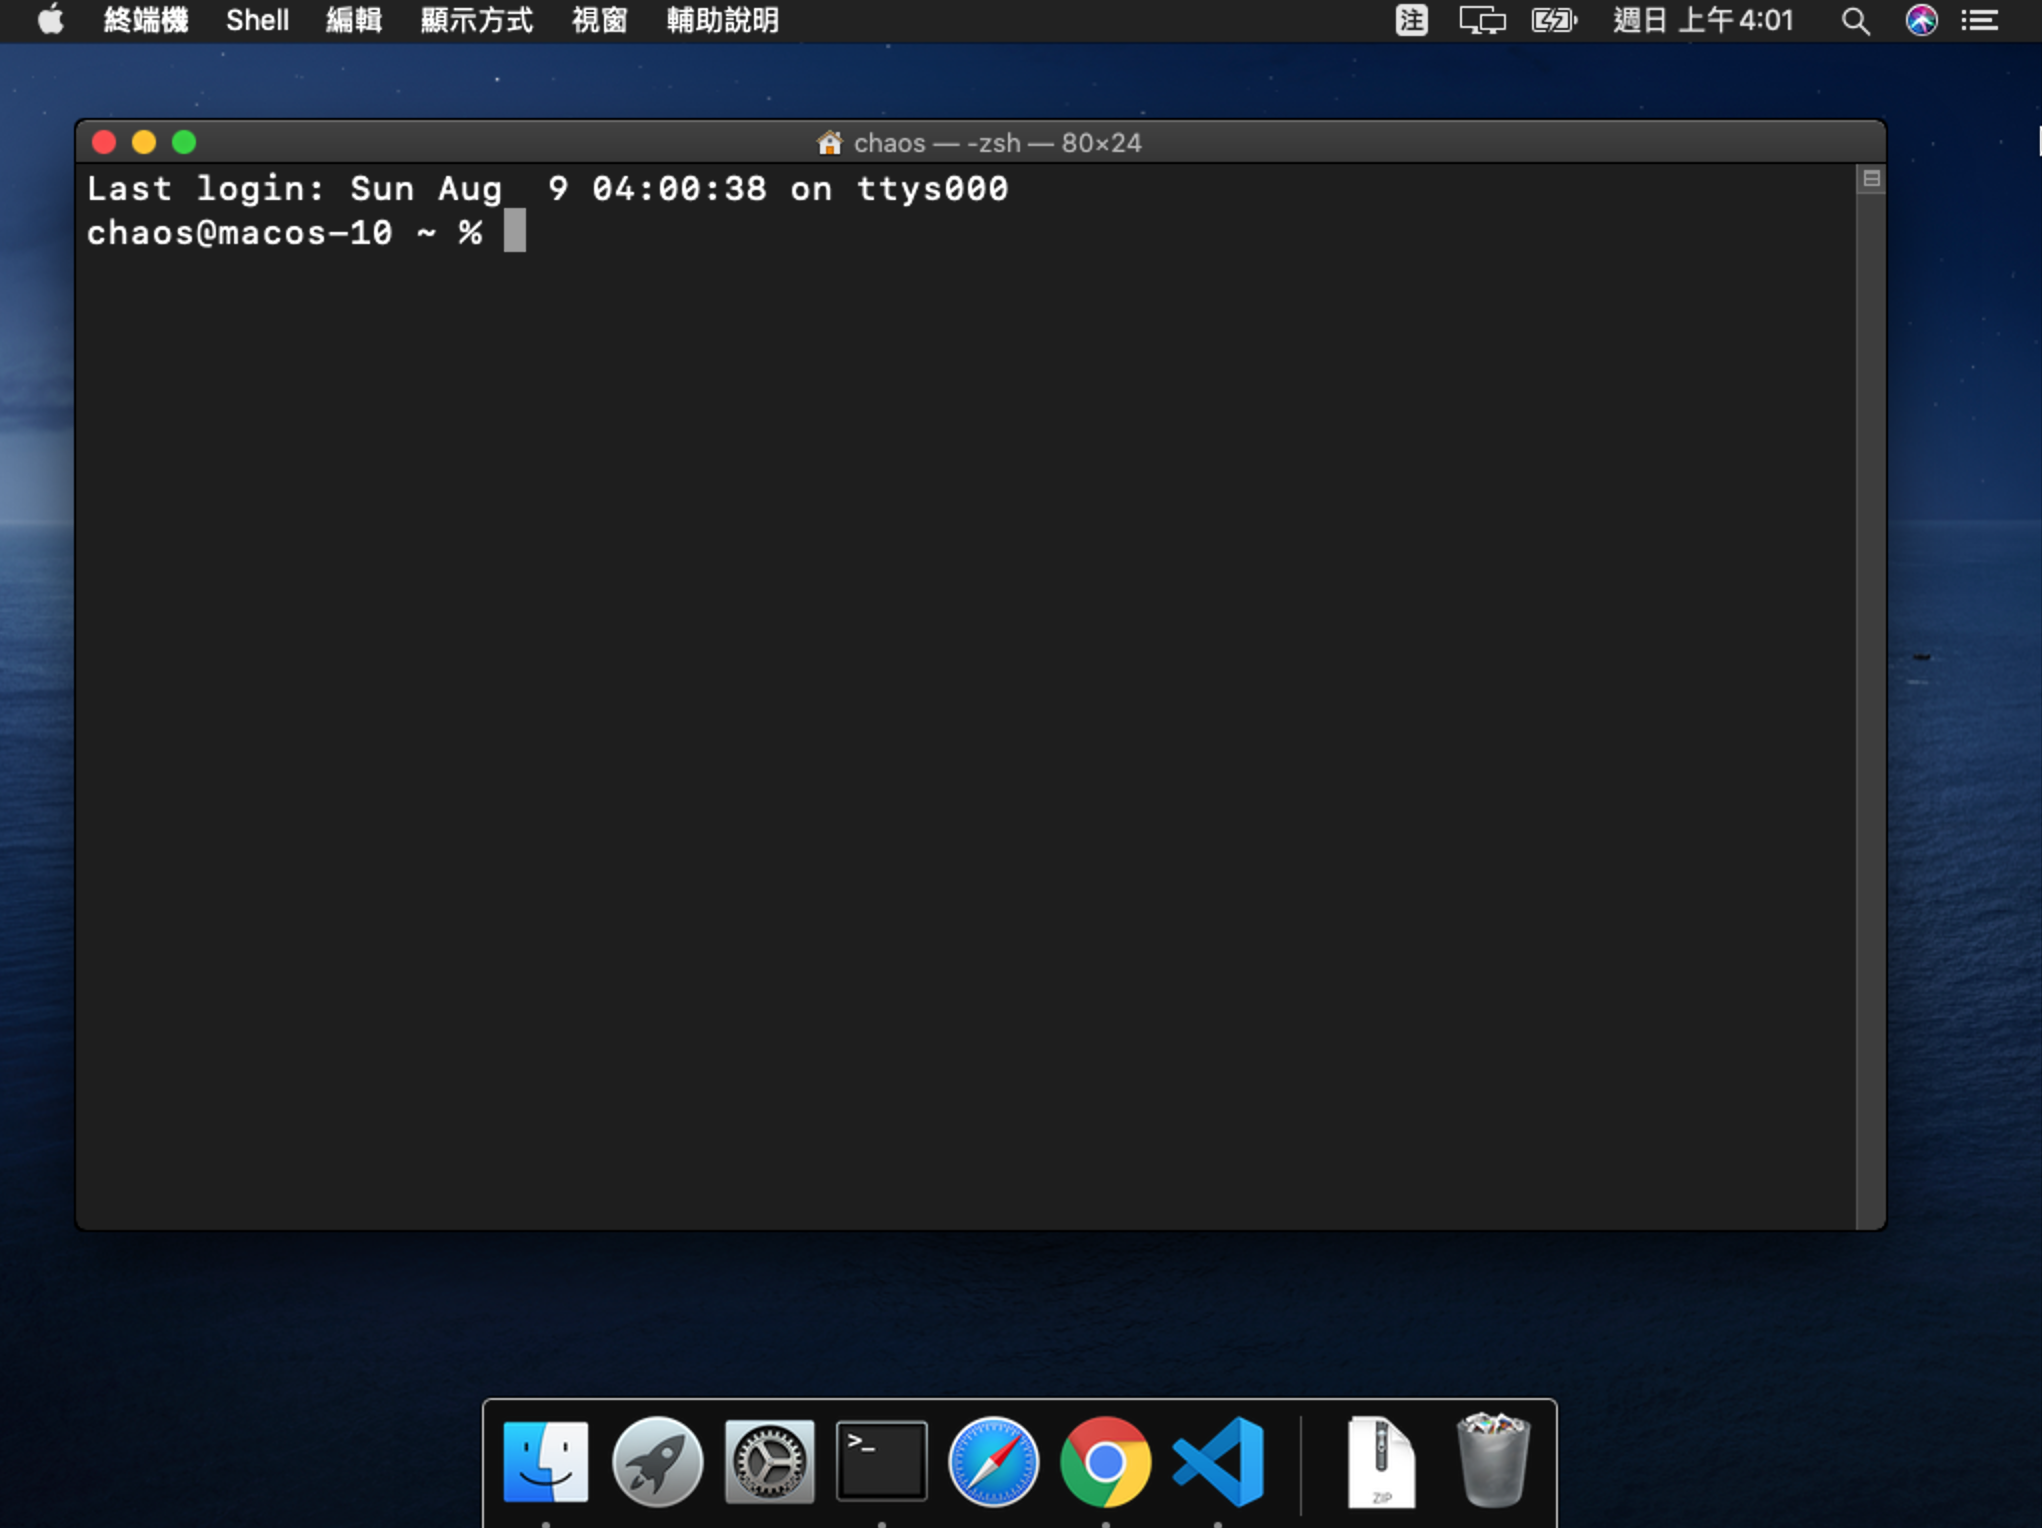 終端機 Shell 編輯 顯示方式 視窗 輔助說明 注 週日 上午4:01
chaos — -zsh — 80×24
Last login: Sun Aug  9 04:00:38 on ttys000
chaos@macos-10 ~ %
>_
ZIP